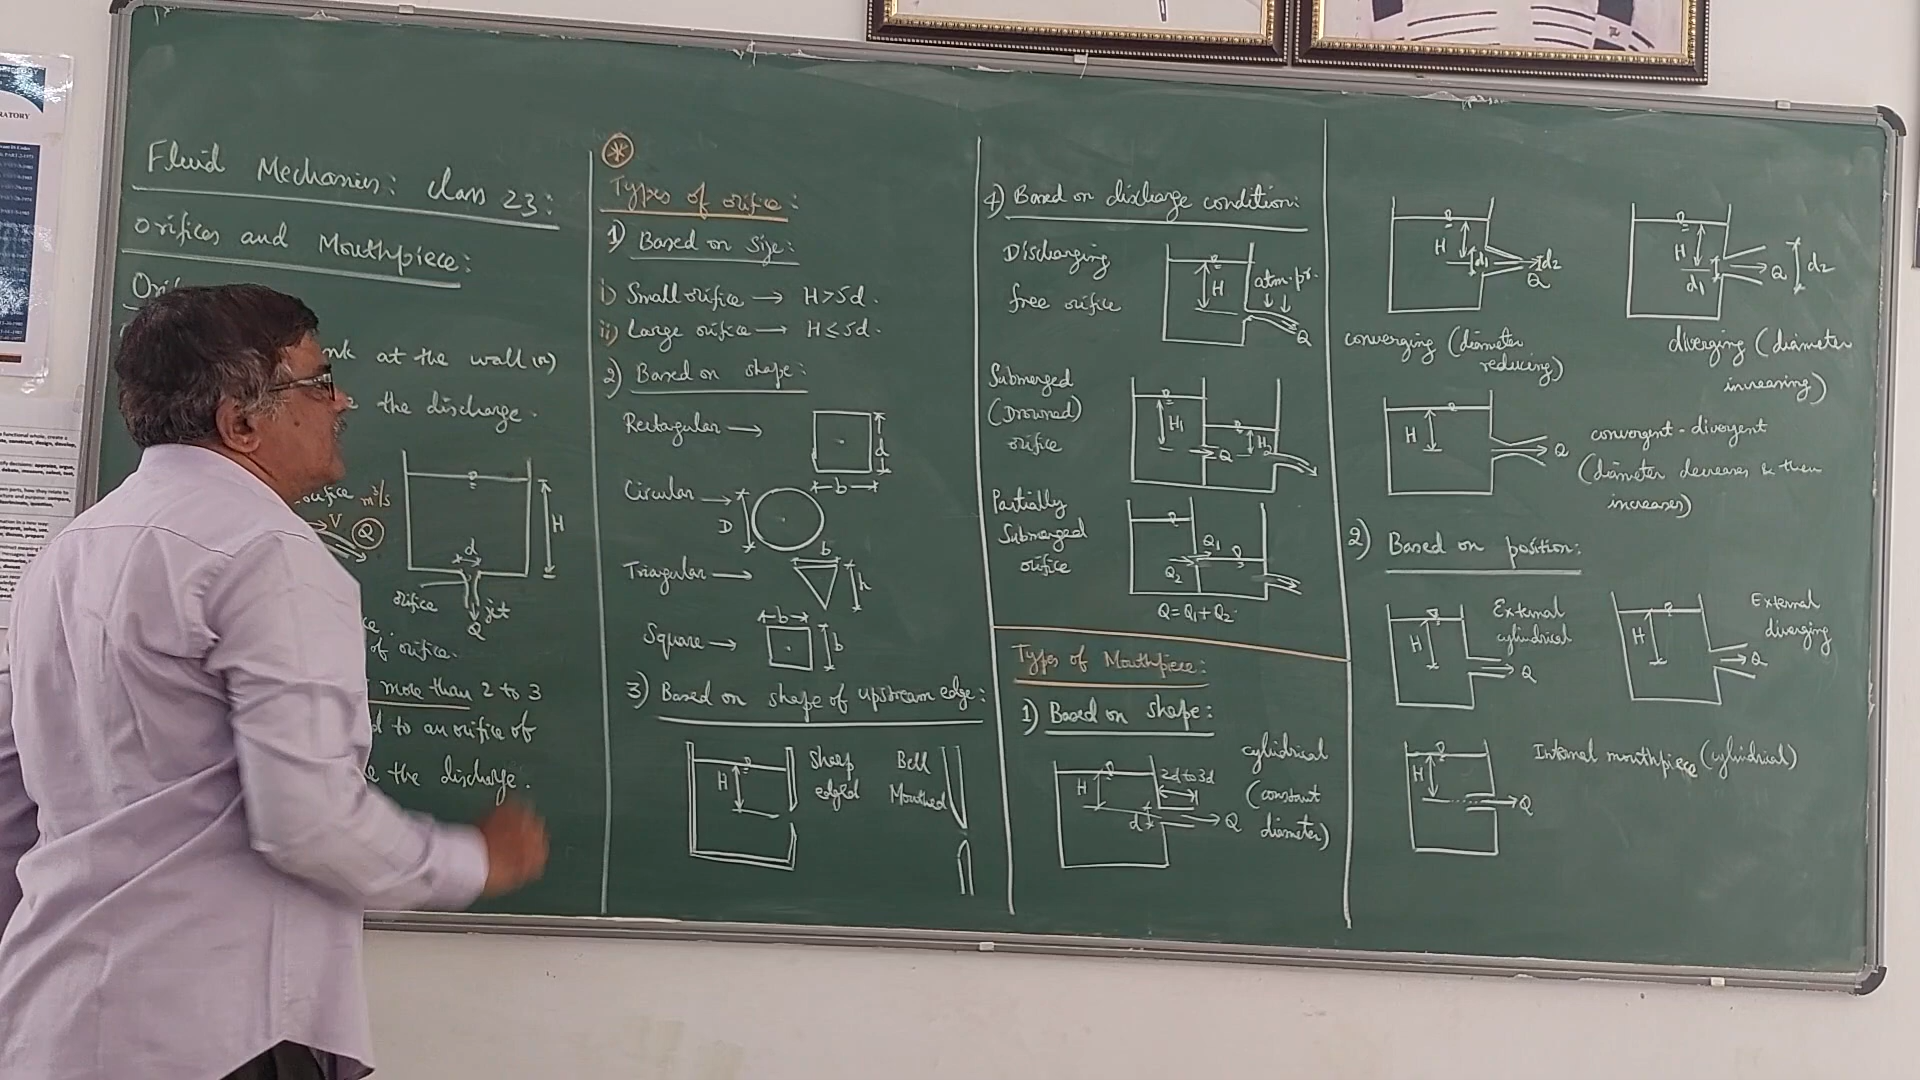 Fluid Mechanics: Class 23:
Orifices and Mouthpiece:
nk at the wall (or)
e the discharge.
orifice m³/s
V Q
H
d
orifice
jet
Q
ce.
of orifice.
more than 2 to 3
d to an orifice of
e the discharge.
*
Types of orifice:
1) Based on Size:
i) Small orifice → H>5d.
ii) Large orifice → H≤5d.
2) Based on shape:
Rectagular →
d
b
Circular →
D
Triagular →
b
h
Square →
b
b
3) Based on shape of upstream edge:
H
Sharp
edged
Bell
Mouthed
4) Based on discharge condition:
Discharging
free orifice
H
atm.pr.
Q
Submerged
(Drowned)
orifice
H1
Q
H2
Partially
Submerged
orifice
Q1
Q2
Q=Q1+Q2
Types of Mouthpiece:
1) Based on shape:
H
2d to 3d
d
Q
cylindrical
(constant
diameter)
H
d1
d2
Q
converging (diameter
reducing)
H
d1
Q
d2
diverging (diameter
increasing)
H
Q
convergent-divergent
(diameter decreases & then
increases)
2) Based on position:
H
Q
External
cylindrical
H
Q
External
diverging
H
Q
Internal mouthpiece (cylindrical)
RATORY